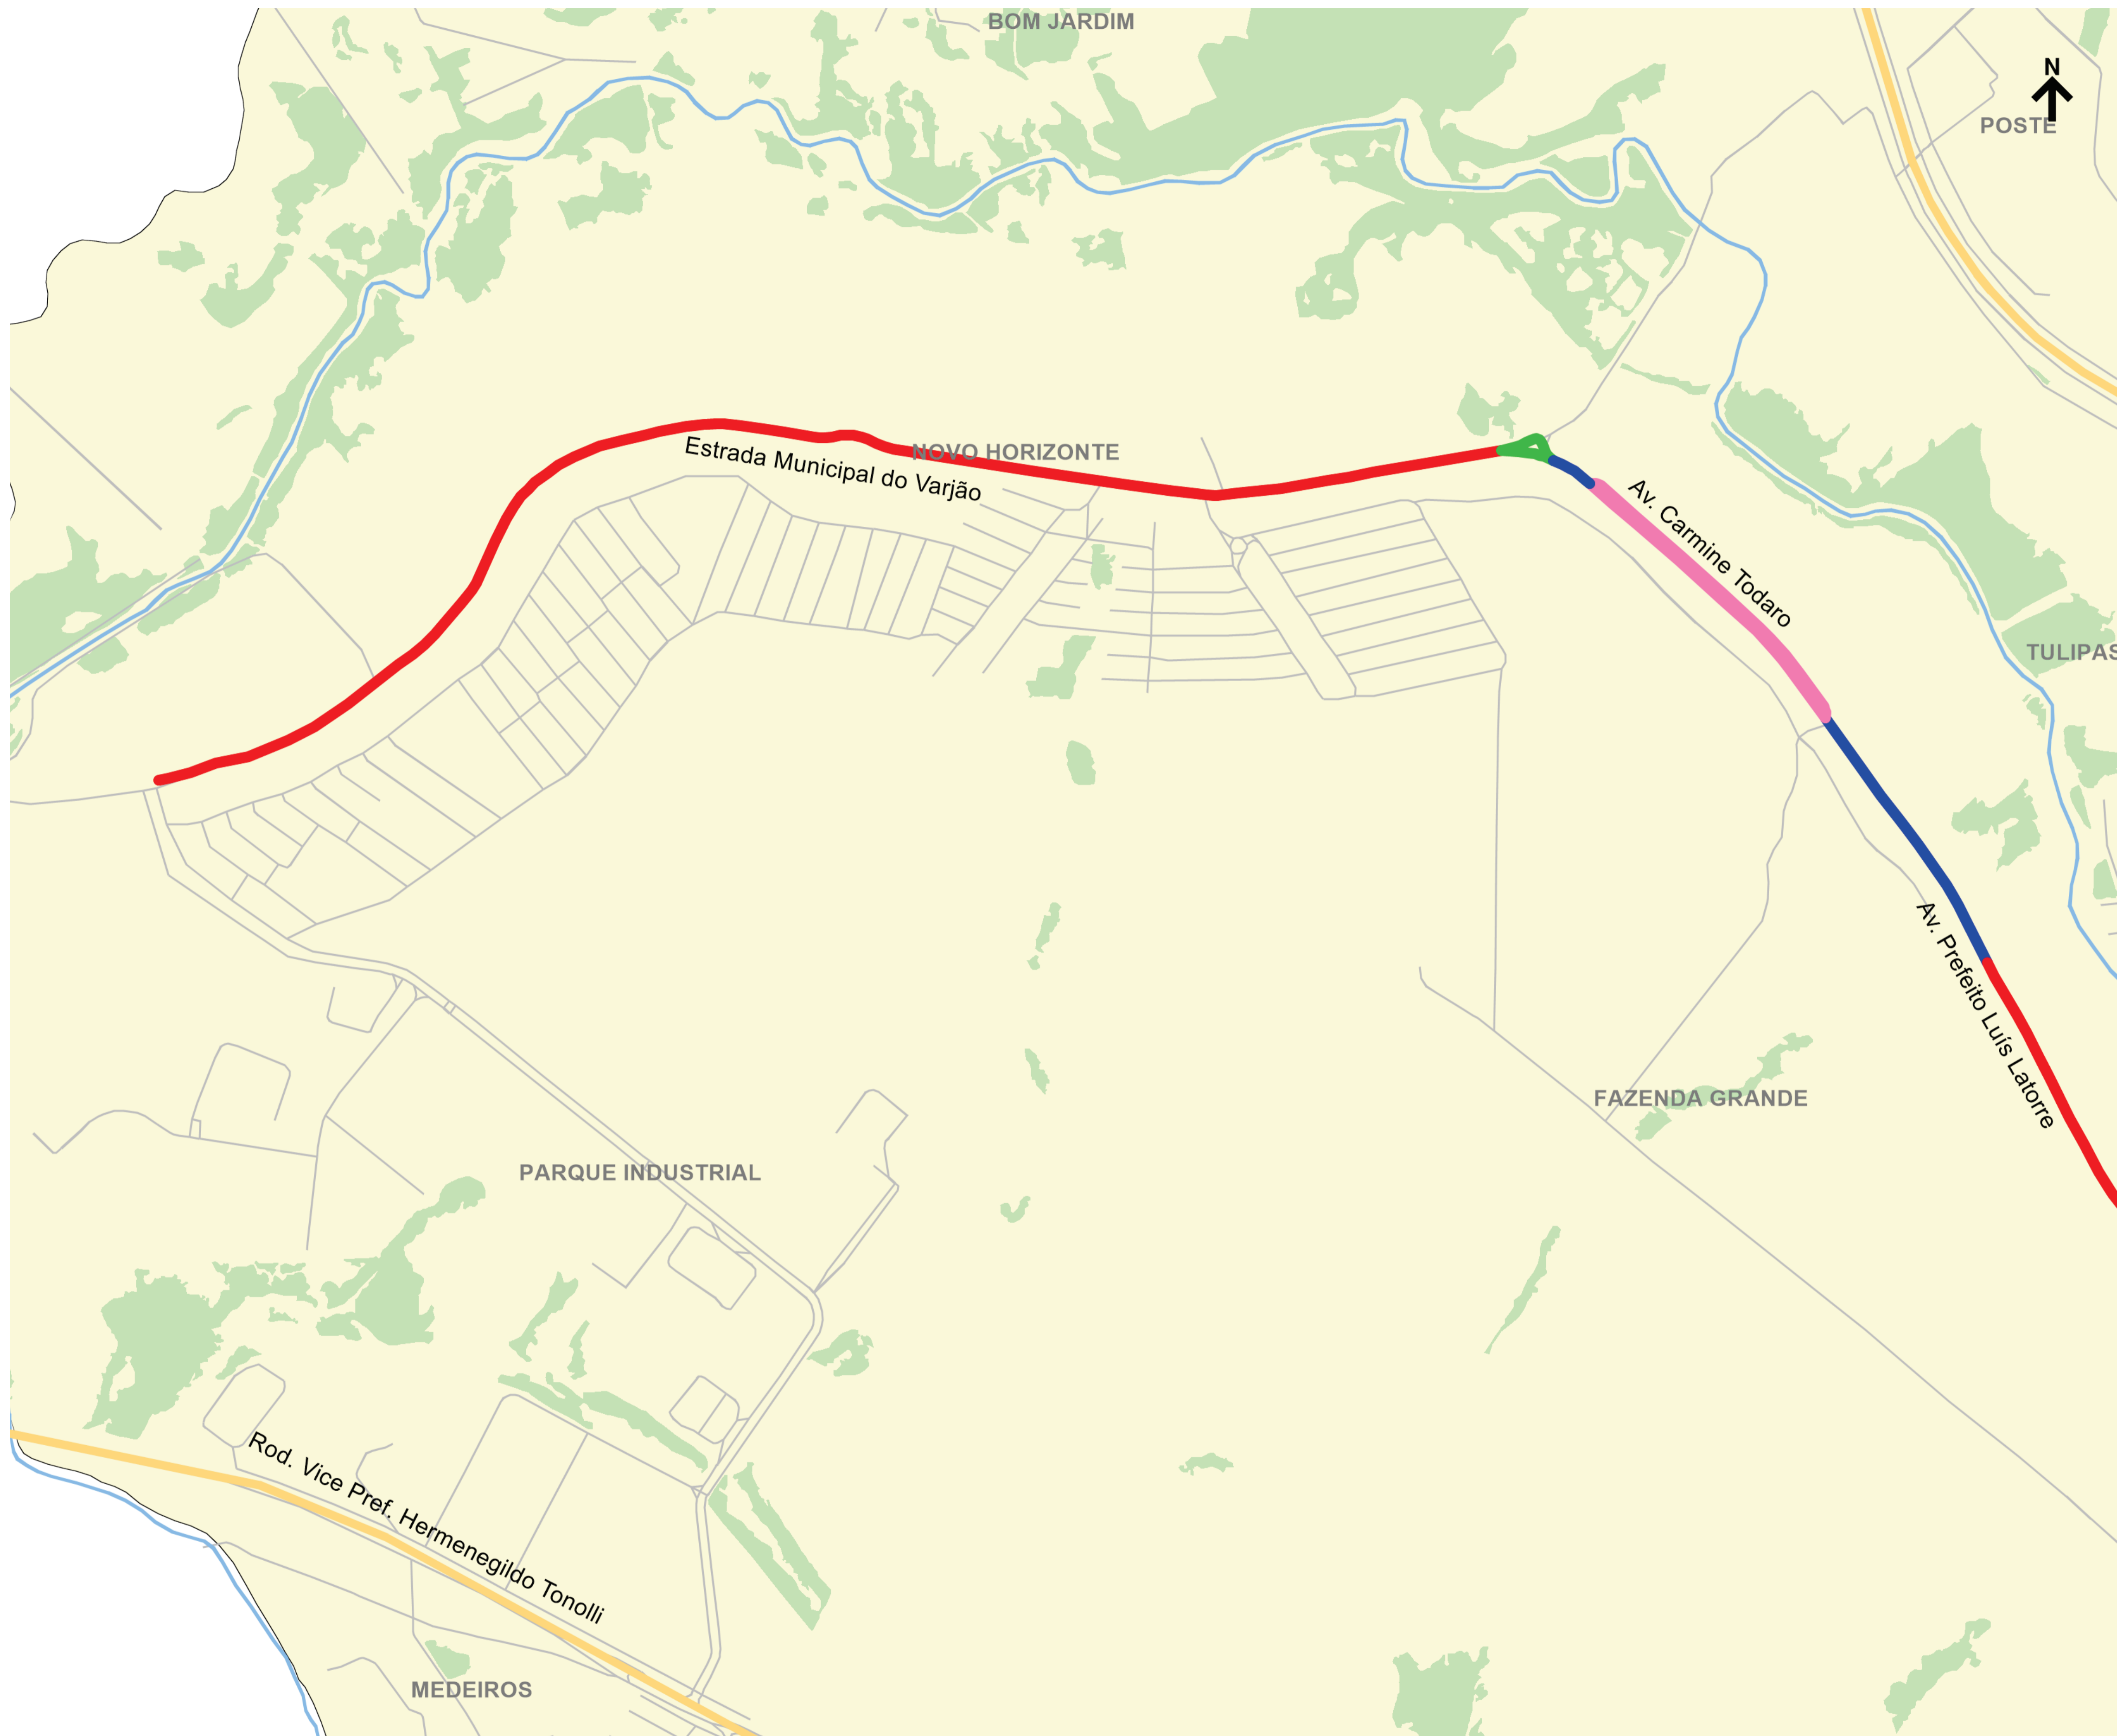 BOM JARDIM
N
POSTE
Estrada Municipal do Varjão
NOVO HORIZONTE
Av. Carmine Todaro
TULIPAS
Av. Prefeito Luís Latorre
FAZENDA GRANDE
PARQUE INDUSTRIAL
Rod. Vice Pref. Hermenegildo Tonolli
MEDEIROS